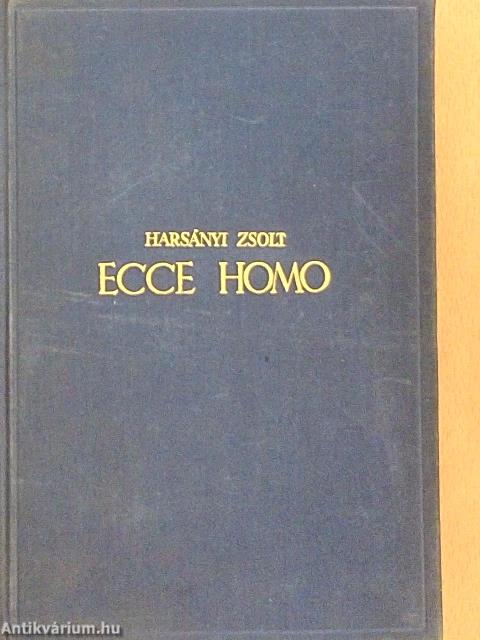 HARSÁNYI ZSOLT
ECCE HOMO
Antikvárium.hu